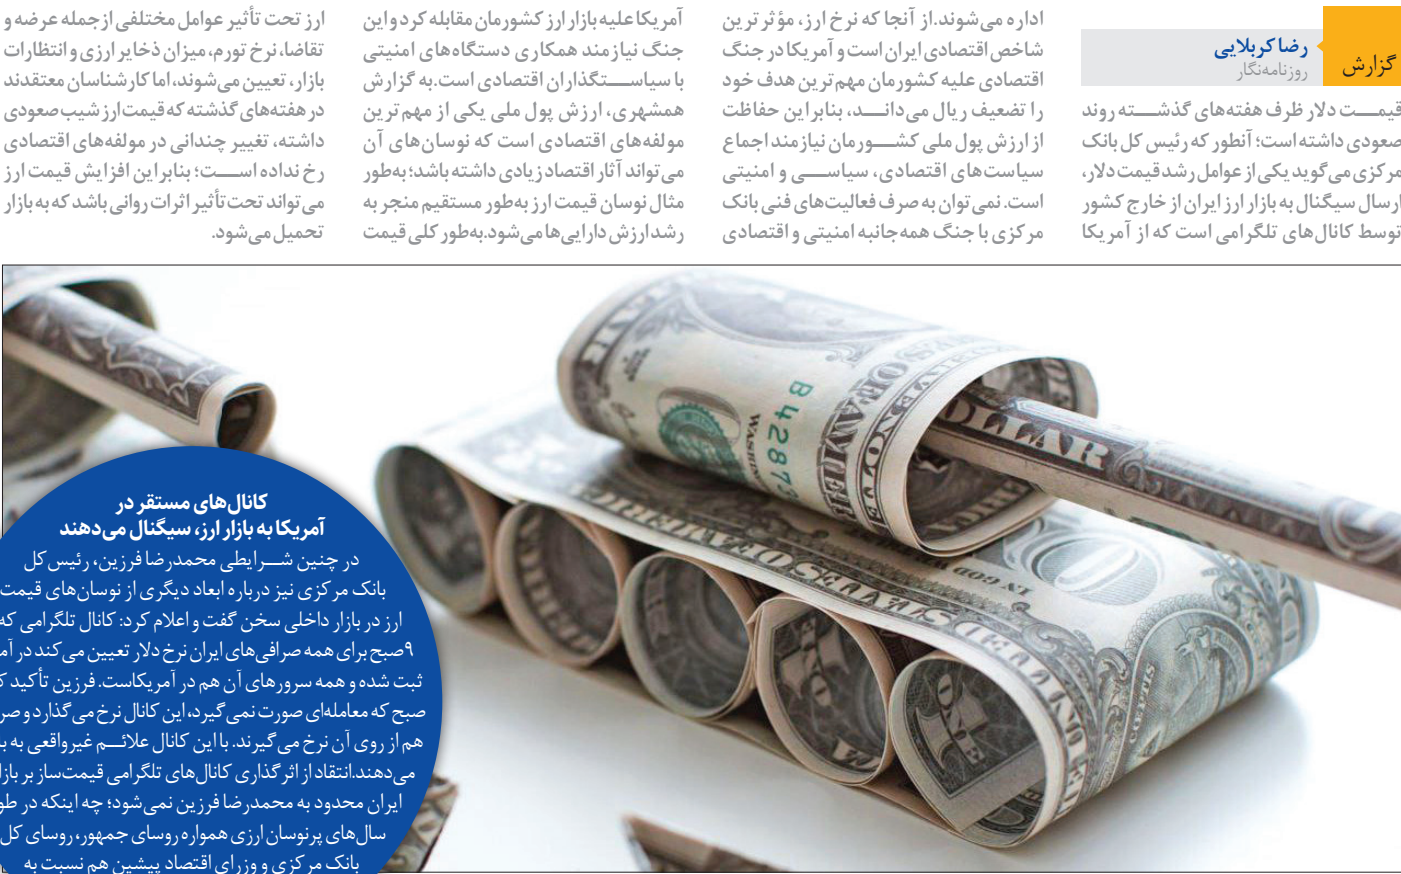 گزارش
رضا کربلایی
روزنامه‌نگار
قیمت دلار ظرف هفته‌های گذشته روند
صعودی داشته است؛ آنطور که رئیس کل بانک
مرکزی می‌گوید یکی از عوامل رشد قیمت دلار،
ارسال سیگنال به بازار ارز ایران از خارج کشور
توسط کانال‌های تلگرامی است که از آمریکا
اداره می‌شوند. از آنجا که نرخ ارز، مؤثرترین
شاخص اقتصادی ایران است و آمریکا در جنگ
اقتصادی علیه کشورمان مهم‌ترین هدف خود
را تضعیف ریال می‌داند، بنابراین حفاظت
از ارزش پول ملی کشورمان نیازمند اجماع
سیاست‌های اقتصادی، سیاسی و امنیتی
است. نمی‌توان به صرف فعالیت‌های فنی بانک
مرکزی با جنگ همه‌جانبه امنیتی و اقتصادی
آمریکا علیه بازار ارز کشورمان مقابله کرد و این
جنگ نیازمند همکاری دستگاه‌های امنیتی
با سیاستگذاران اقتصادی است. به گزارش
همشهری، ارزش پول ملی یکی از مهم‌ترین
مولفه‌های اقتصادی است که نوسان‌های آن
می‌تواند آثار اقتصاد زیادی داشته باشد؛ به‌طور
مثال نوسان قیمت ارز به‌طور مستقیم منجر به
رشد ارزش دارایی‌ها می‌شود. به‌طور کلی قیمت
ارز تحت تأثیر عوامل مختلفی ازجمله عرضه و
تقاضا، نرخ تورم، میزان ذخایر ارزی و انتظارات
بازار، تعیین می‌شوند، اما کارشناسان معتقدند
در هفته‌های گذشته که قیمت ارز شیب صعودی
داشته، تغییر چندانی در مولفه‌های اقتصادی
رخ نداده است؛ بنابراین افزایش قیمت ارز
می‌تواند تحت تأثیر اثرات روانی باشد که به بازار
تحمیل می‌شود.
کانال‌های مستقر در
آمریکا به بازار ارز، سیگنال می‌دهند
در چنین شرایطی محمدرضا فرزین، رئیس کل
بانک مرکزی نیز درباره ابعاد دیگری از نوسان‌های قیمت
ارز در بازار داخلی سخن گفت و اعلام کرد: کانال تلگرامی که
۹صبح برای همه صرافی‌های ایران نرخ دلار تعیین می‌کند در
ثبت شده و همه سرورهای آن هم در آمریکاست. فرزین تأکید
صبح که معامله‌ای صورت نمی‌گیرد، این کانال نرخ می‌گذارد و
هم از روی آن نرخ می‌گیرند. با این کانال علائم غیرواقعی به
می‌دهند. انتقاد از اثرگذاری کانال‌های تلگرامی قیمت‌ساز بر
ایران محدود به محمدرضا فرزین نمی‌شود؛ چه اینکه در
سال‌های پرنوسان ارزی همواره روسای جمهور، روسای کل
بانک مرکزی و وزرای اقتصاد پیشین هم نسبت به
DOLLAR
B 4287
WASHIN
IN GOD WE
ONE